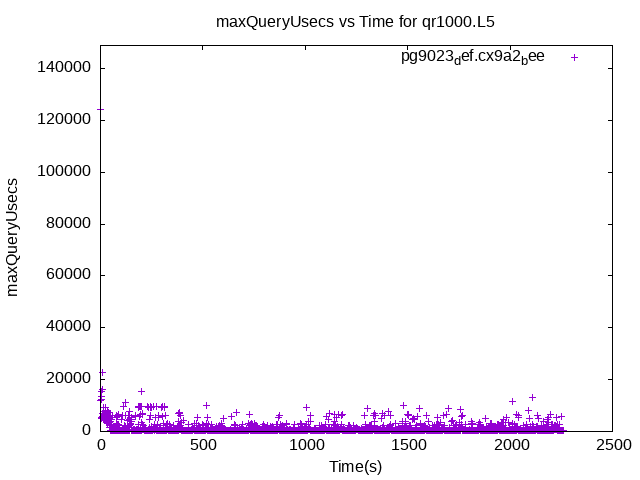 maxQueryUsecs vs Time for qr1000.L5
pg9023def.cx9a2bee
140000
120000
100000
80000
60000
40000
20000
0
maxQueryUsecs
0 500 1000 1500 2000 2500
Time(s)